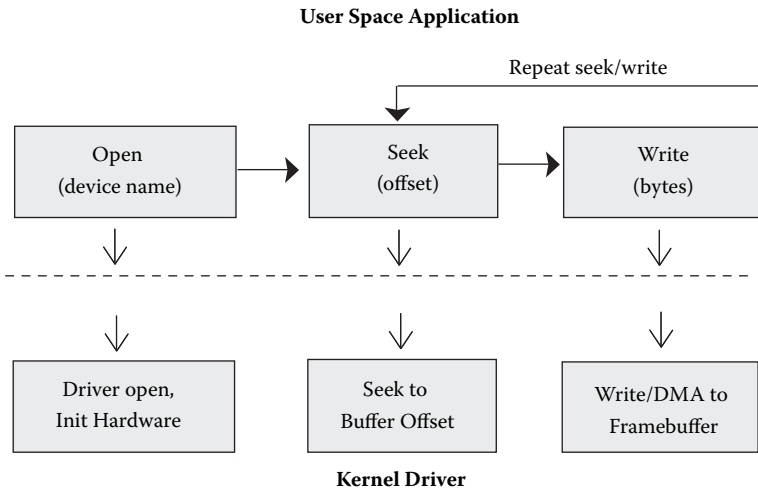 User Space Application
Repeat seek/write
Open
(device name)
Seek
(offset)
Write
(bytes)
Driver open,
Init Hardware
Seek to
Buffer Offset
Write/DMA to
Framebuffer
Kernel Driver